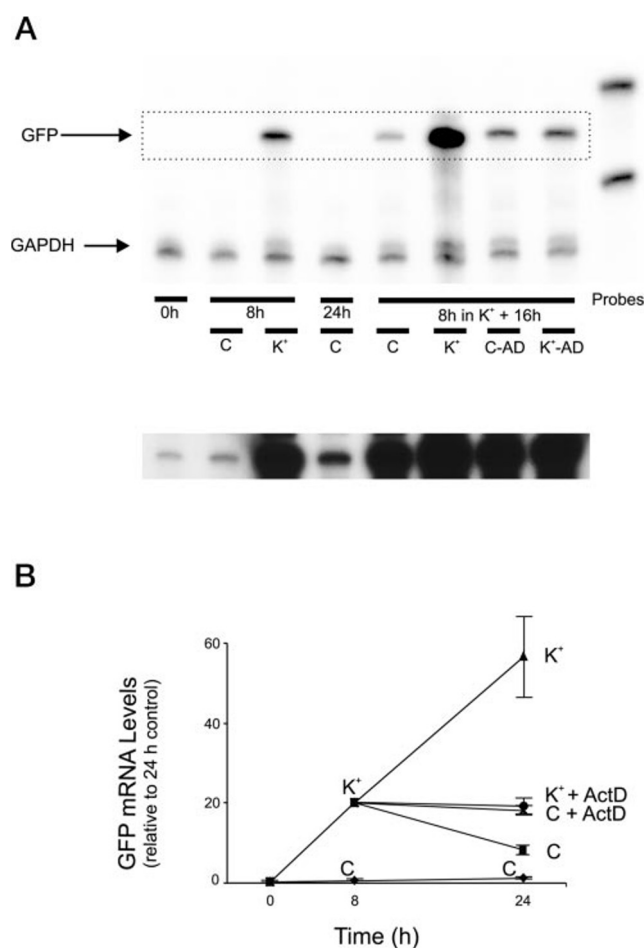 A
GFP
GAPDH
0h 8h 24h 8h in K⁺ + 16h Probes
C K⁺ C C K⁺ C-AD K⁺-AD
B
GFP mRNA Levels
(relative to 24 h control)
60
40
20
0
K⁺
K⁺
K⁺ + ActD
C + ActD
C
C
C
0 8 24
Time (h)